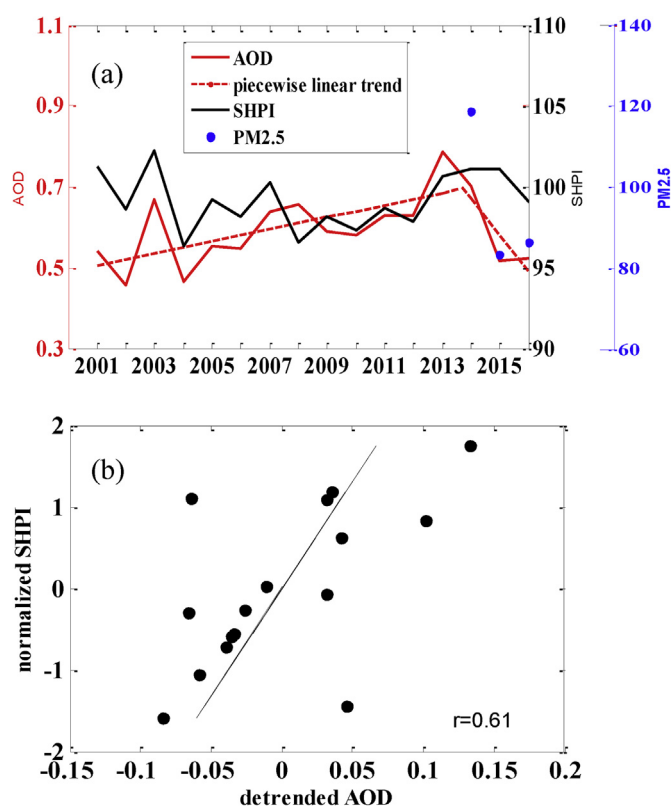 1.1 110 140
(a) AOD
piecewise linear trend
SHPI
PM2.5
0.9 105 120
AOD 0.7 100 SHPI 100 PM2.5
0.5 95 80
0.3 90 60
2001 2003 2005 2007 2009 2011 2013 2015
2
(b)
1
normalized SHPI
0
-1
r=0.61
-2
-0.15 -0.1 -0.05 0 0.05 0.1 0.15 0.2
detrended AOD